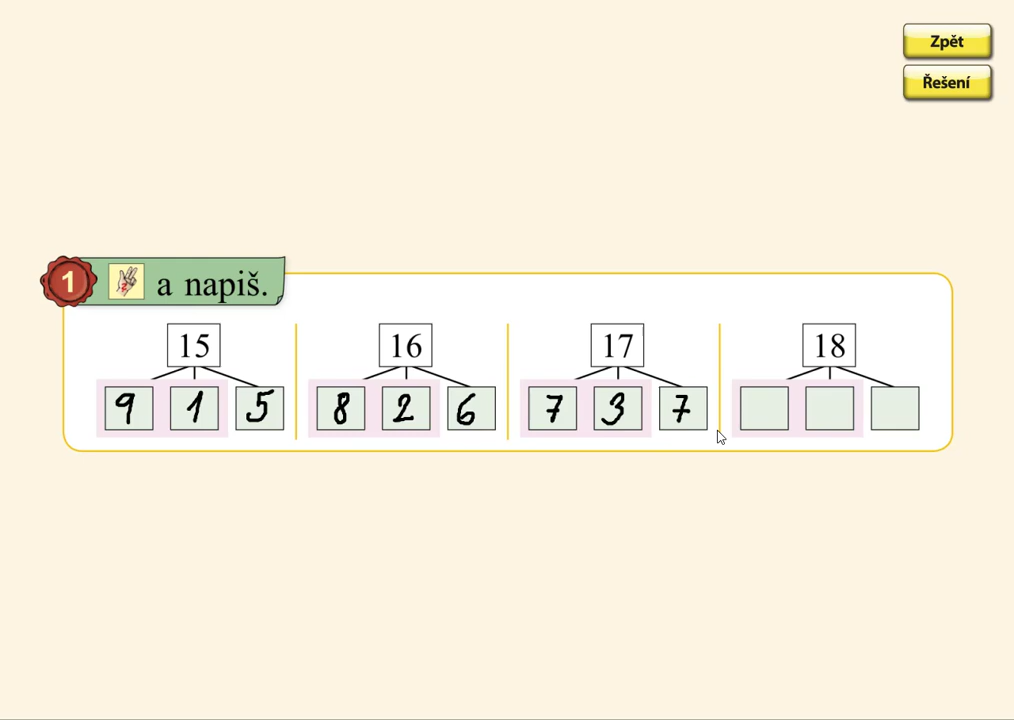 Zpět
Řešení
1 a napiš.
15 16 17 18
9 1 5 8 2 6 7 3 7